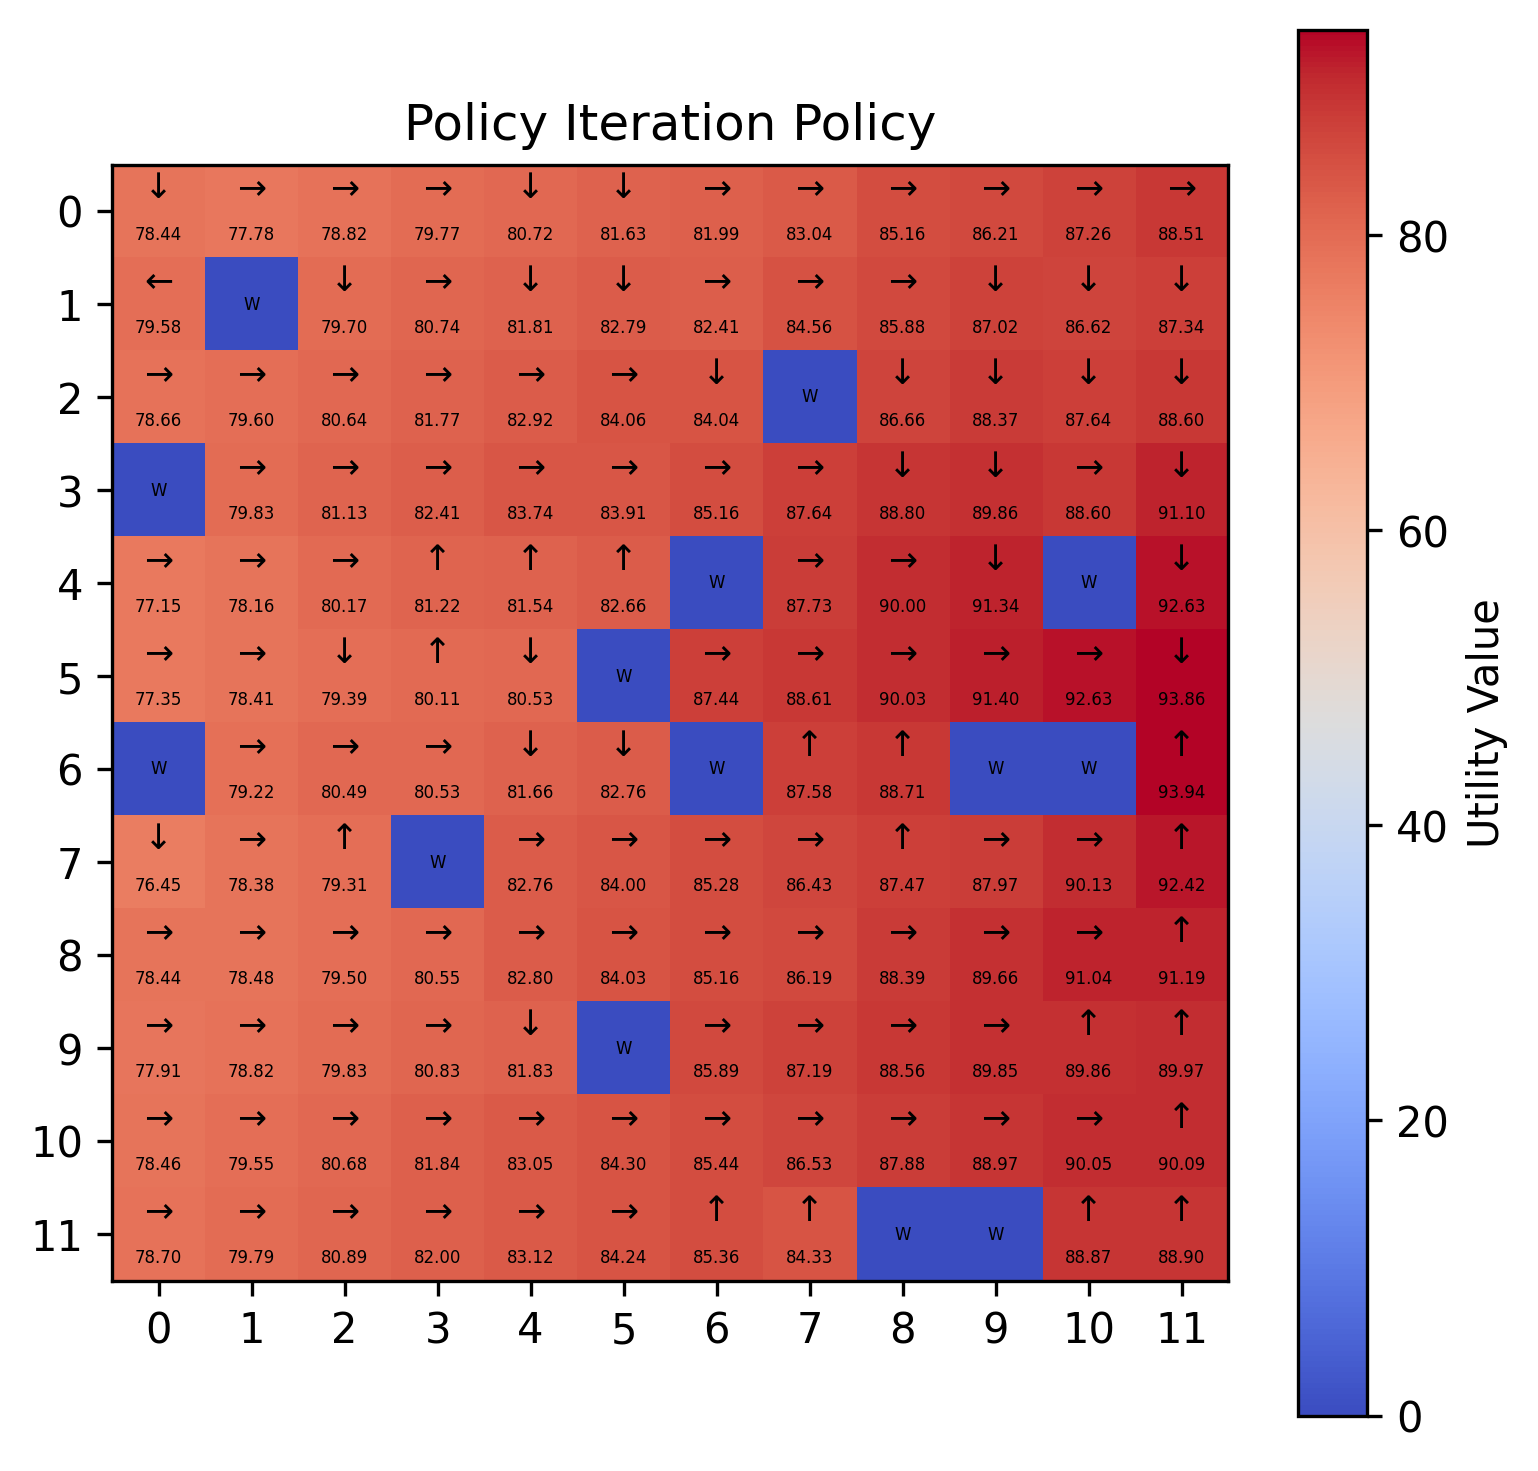 Policy Iteration Policy
0 ↓ → → → ↓ ↓ → → → → → →
78.44 77.78 78.82 79.77 80.72 81.63 81.99 83.04 85.16 86.21 87.26 88.51
1 ← W ↓ → ↓ ↓ → → → ↓ ↓ ↓
79.58 79.70 80.74 81.81 82.79 82.41 84.56 85.88 87.02 86.62 87.34
2 → → → → → → ↓ W ↓ ↓ ↓ ↓
78.66 79.60 80.64 81.77 82.92 84.06 84.04 86.66 88.37 87.64 88.60
3 W → → → → → → → ↓ ↓ → ↓
79.83 81.13 82.41 83.74 83.91 85.16 87.64 88.80 89.86 88.60 91.10
4 → → → ↑ ↑ ↑ W → → ↓ W ↓
77.15 78.16 80.17 81.22 81.54 82.66 87.73 90.00 91.34 92.63
5 → → ↓ ↑ ↓ W → → → → → ↓
77.35 78.41 79.39 80.11 80.53 87.44 88.61 90.03 91.40 92.63 93.86
6 W → → → ↓ ↓ W ↑ ↑ W W ↑
79.22 80.49 80.53 81.66 82.76 87.58 88.71 93.94
7 ↓ → ↑ W → → → → ↑ → → ↑
76.45 78.38 79.31 82.76 84.00 85.28 86.43 87.47 87.97 90.13 92.42
8 → → → → → → → → → → → ↑
78.44 78.48 79.50 80.55 82.80 84.03 85.16 86.19 88.39 89.66 91.04 91.19
9 → → → → ↓ W → → → → ↑ ↑
77.91 78.82 79.83 80.83 81.83 85.89 87.19 88.56 89.85 89.86 89.97
10 → → → → → → → → → → → ↑
78.46 79.55 80.68 81.84 83.05 84.30 85.44 86.53 87.88 88.97 90.05 90.09
11 → → → → → → ↑ ↑ W W ↑ ↑
78.70 79.79 80.89 82.00 83.12 84.24 85.36 84.33 88.87 88.90
0 1 2 3 4 5 6 7 8 9 10 11
80
60
40
20
0
Utility Value